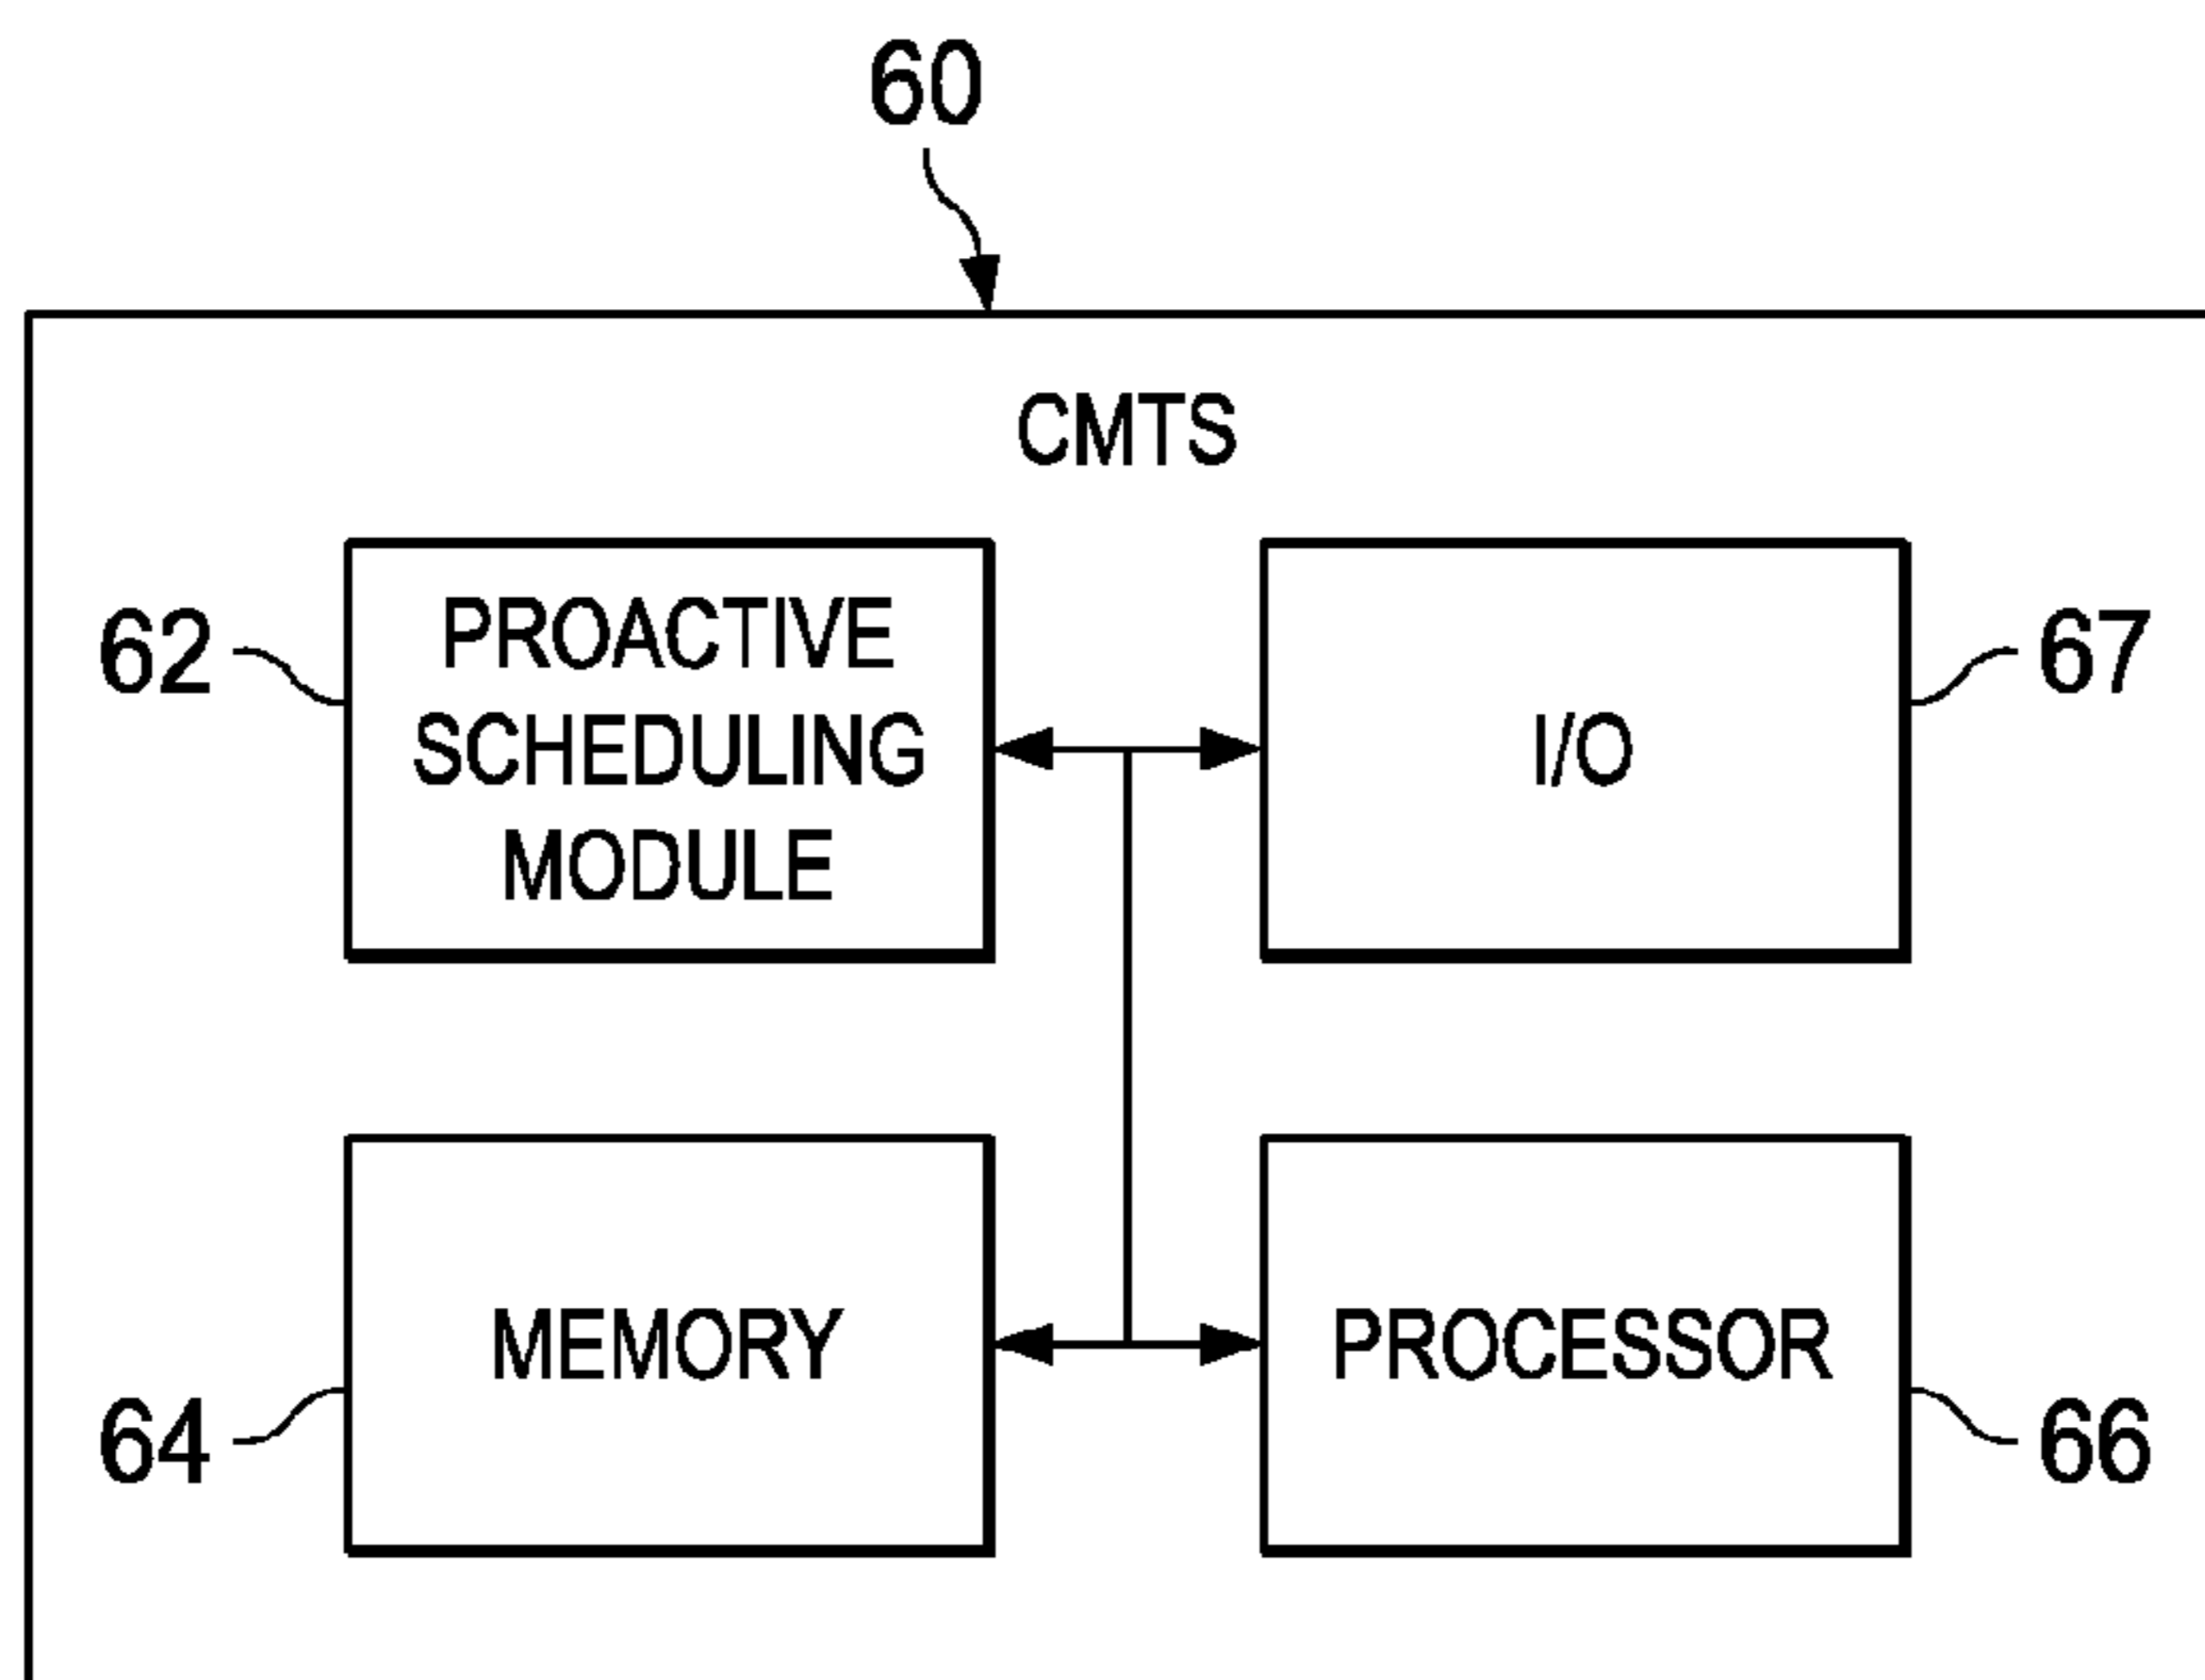 60
CMTS
62
PROACTIVE
SCHEDULING
MODULE
I/O
67
64
MEMORY
PROCESSOR
66